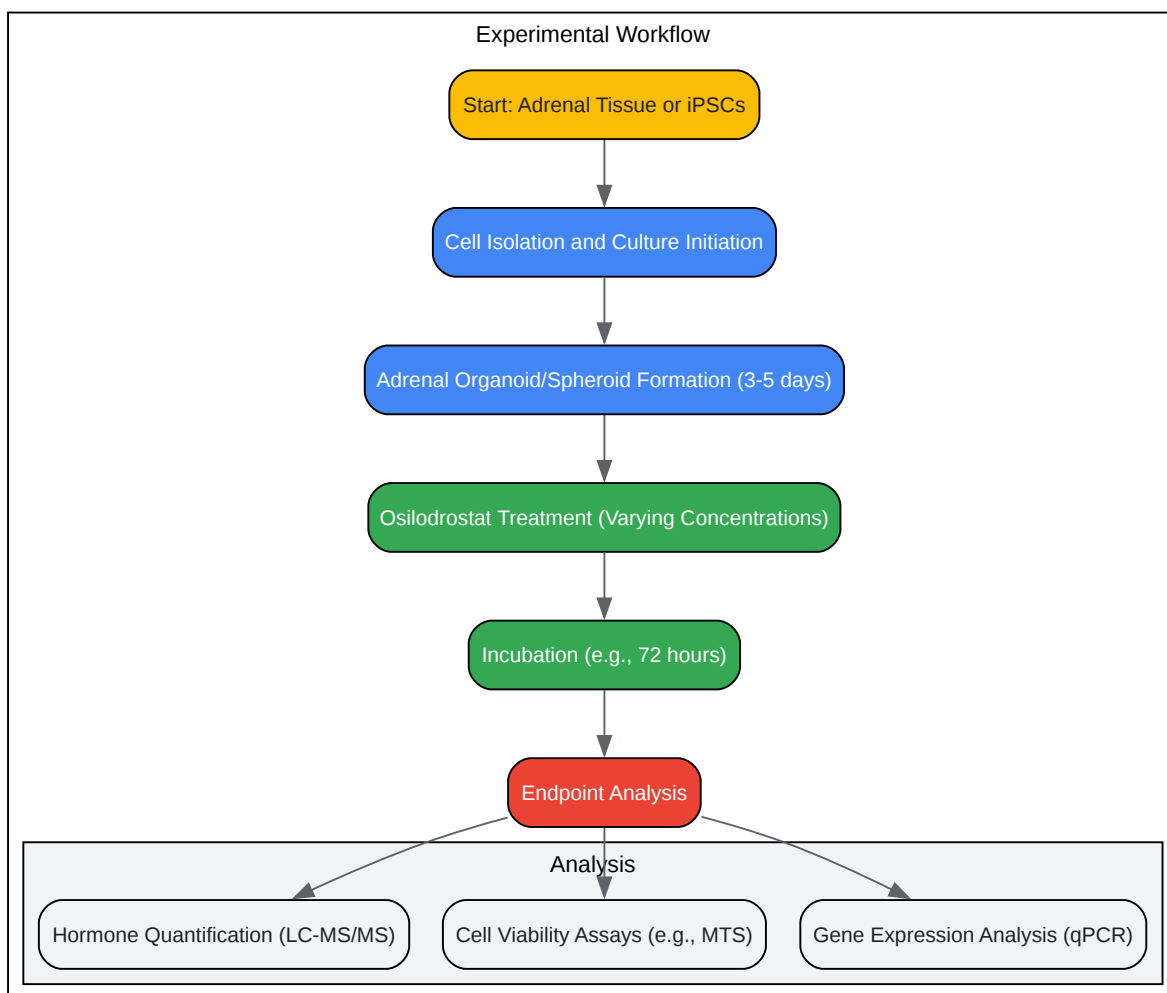 Experimental Workflow
Start: Adrenal Tissue or iPSCs
Cell Isolation and Culture Initiation
Adrenal Organoid/Spheroid Formation (3-5 days)
Osilodrostat Treatment (Varying Concentrations)
Incubation (e.g., 72 hours)
Endpoint Analysis
Analysis
Hormone Quantification (LC-MS/MS)
Cell Viability Assays (e.g., MTS)
Gene Expression Analysis (qPCR)